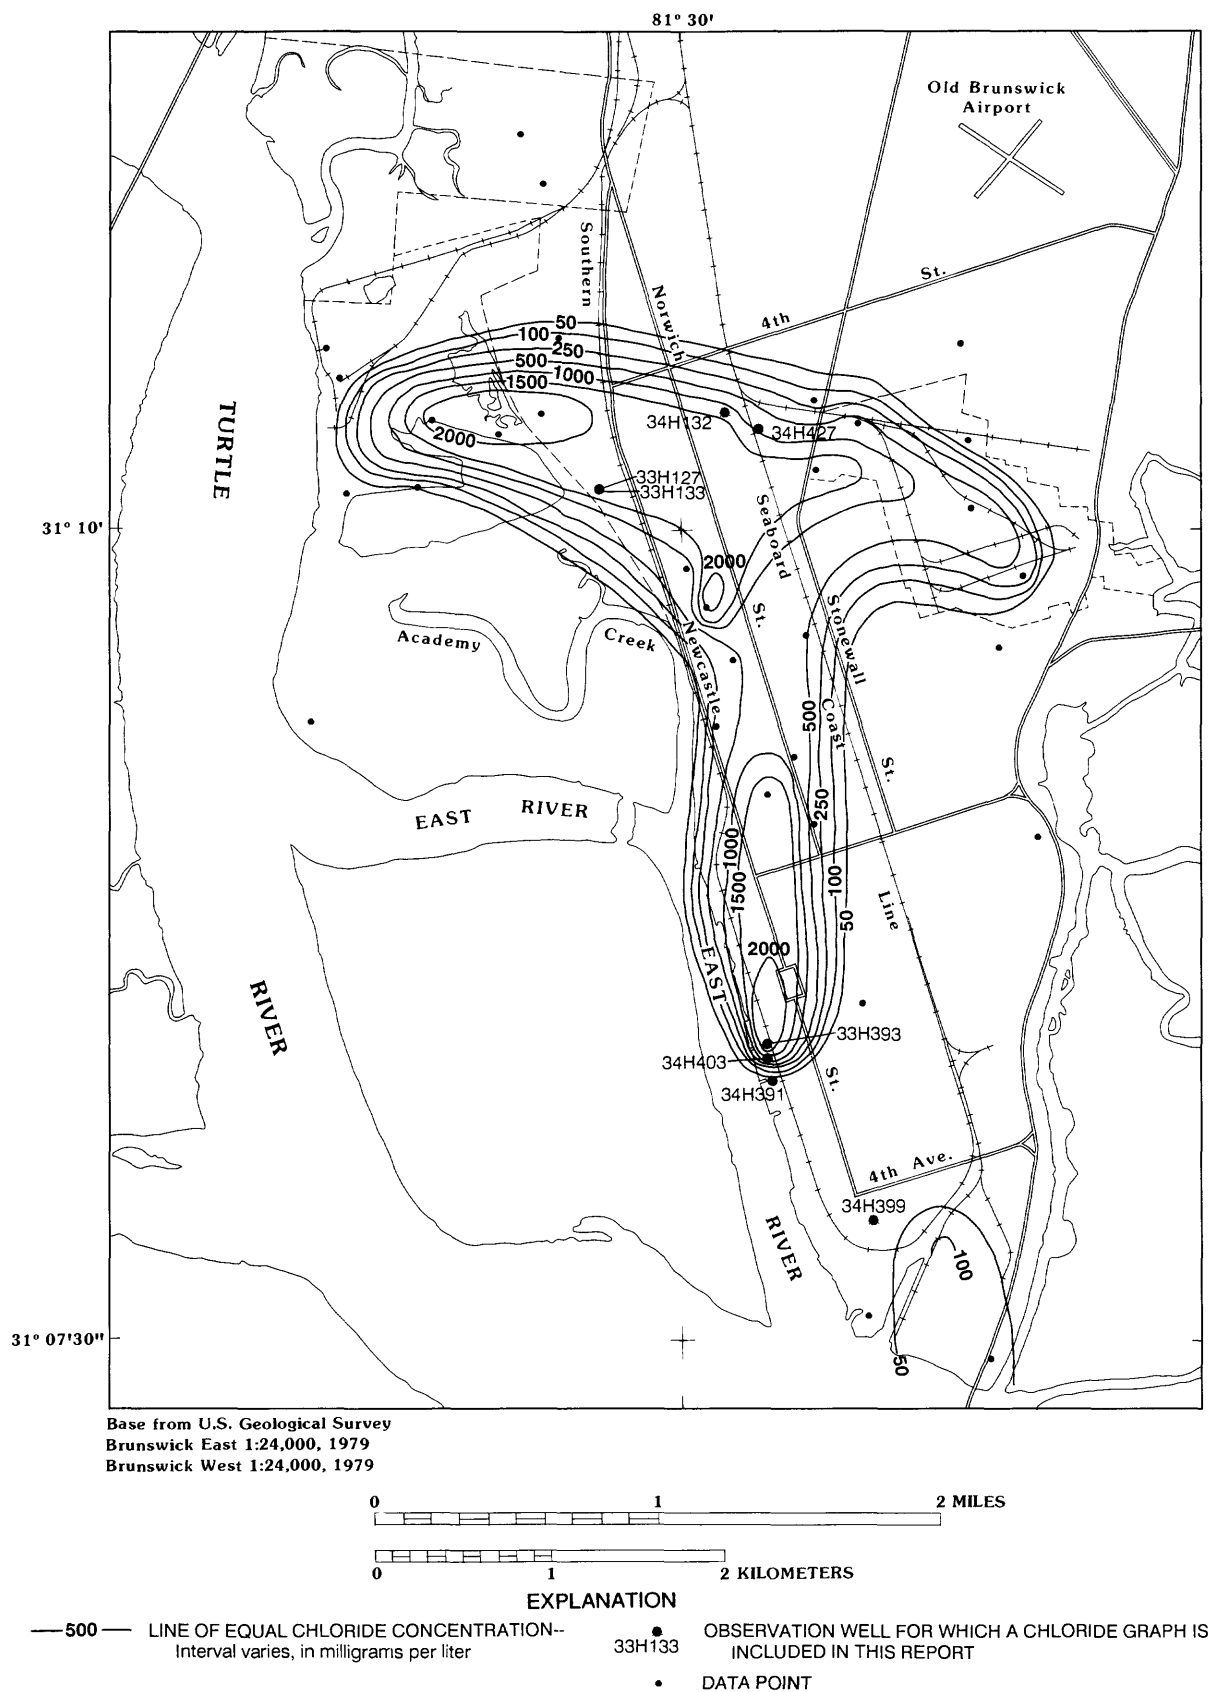 81° 30'
Old Brunswick
Airport
Southern
Norwich
St.
4th
50
100
250
500
1000
1500
2000
34H132
34H427
33H127
33H133
TURTLE
31° 10'
Seaboard
2000
St.
Stonewall
Academy
Creek
Newcastle
500
Coast
St.
EAST RIVER
250
1000
100
1500
50
Line
2000
EAST
RIVER
33H393
34H403
St.
34H391
4th Ave.
34H399
RIVER
100
31° 07'30"
50
Base from U.S. Geological Survey
Brunswick East 1:24,000, 1979
Brunswick West 1:24,000, 1979
0 1 2 MILES
0 1 2 KILOMETERS
EXPLANATION
500 LINE OF EQUAL CHLORIDE CONCENTRATION--
Interval varies, in milligrams per liter
33H133
OBSERVATION WELL FOR WHICH A CHLORIDE GRAPH IS
INCLUDED IN THIS REPORT
DATA POINT